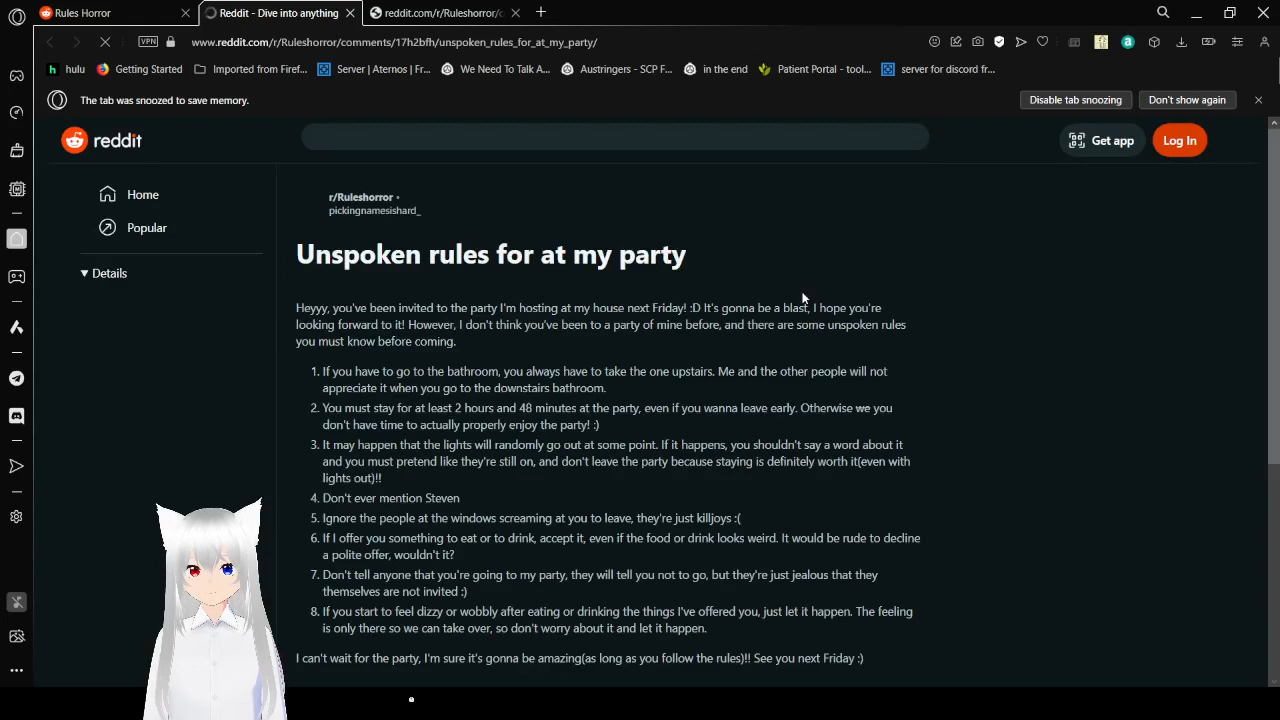 Rules Horror
Reddit - Dive into anything
reddit.com/r/Ruleshorror/c
VPN
www.reddit.com/r/Ruleshorror/comments/17h2bfh/unspoken_rules_for_at_my_party/
hulu
Getting Started
Imported from Firef...
Server | Aternos | Fr...
We Need To Talk A...
Austringers - SCP F...
in the end
Patient Portal - tool...
server for discord fr...
The tab was snoozed to save memory.
Disable tab snoozing
Don't show again
reddit
Get app
Log In
Home
Popular
Details
r/Ruleshorror •
pickingnamesishard_
Unspoken rules for at my party
Heyyy, you've been invited to the party I'm hosting at my house next Friday! :D It's gonna be a blast, I hope you're
looking forward to it! However, I don't think you've been to a party of mine before, and there are some unspoken rules
you must know before coming.
1. If you have to go to the bathroom, you always have to take the one upstairs. Me and the other people will not
appreciate it when you go to the downstairs bathroom.
2. You must stay for at least 2 hours and 48 minutes at the party, even if you wanna leave early. Otherwise we you
don't have time to actually properly enjoy the party! :)
3. It may happen that the lights will randomly go out at some point. If it happens, you shouldn't say a word about it
and you must pretend like they're still on, and don't leave the party because staying is definitely worth it(even with
lights out)!!
4. Don't ever mention Steven
5. Ignore the people at the windows screaming at you to leave, they're just killjoys :(
6. If I offer you something to eat or to drink, accept it, even if the food or drink looks weird. It would be rude to decline
a polite offer, wouldn't it?
7. Don't tell anyone that you're going to my party, they will tell you not to go, but they're just jealous that they
themselves are not invited :)
8. If you start to feel dizzy or wobbly after eating or drinking the things I've offered you, just let it happen. The feeling
is only there so we can take over, so don't worry about it and let it happen.
I can't wait for the party, I'm sure it's gonna be amazing(as long as you follow the rules)!! See you next Friday :)